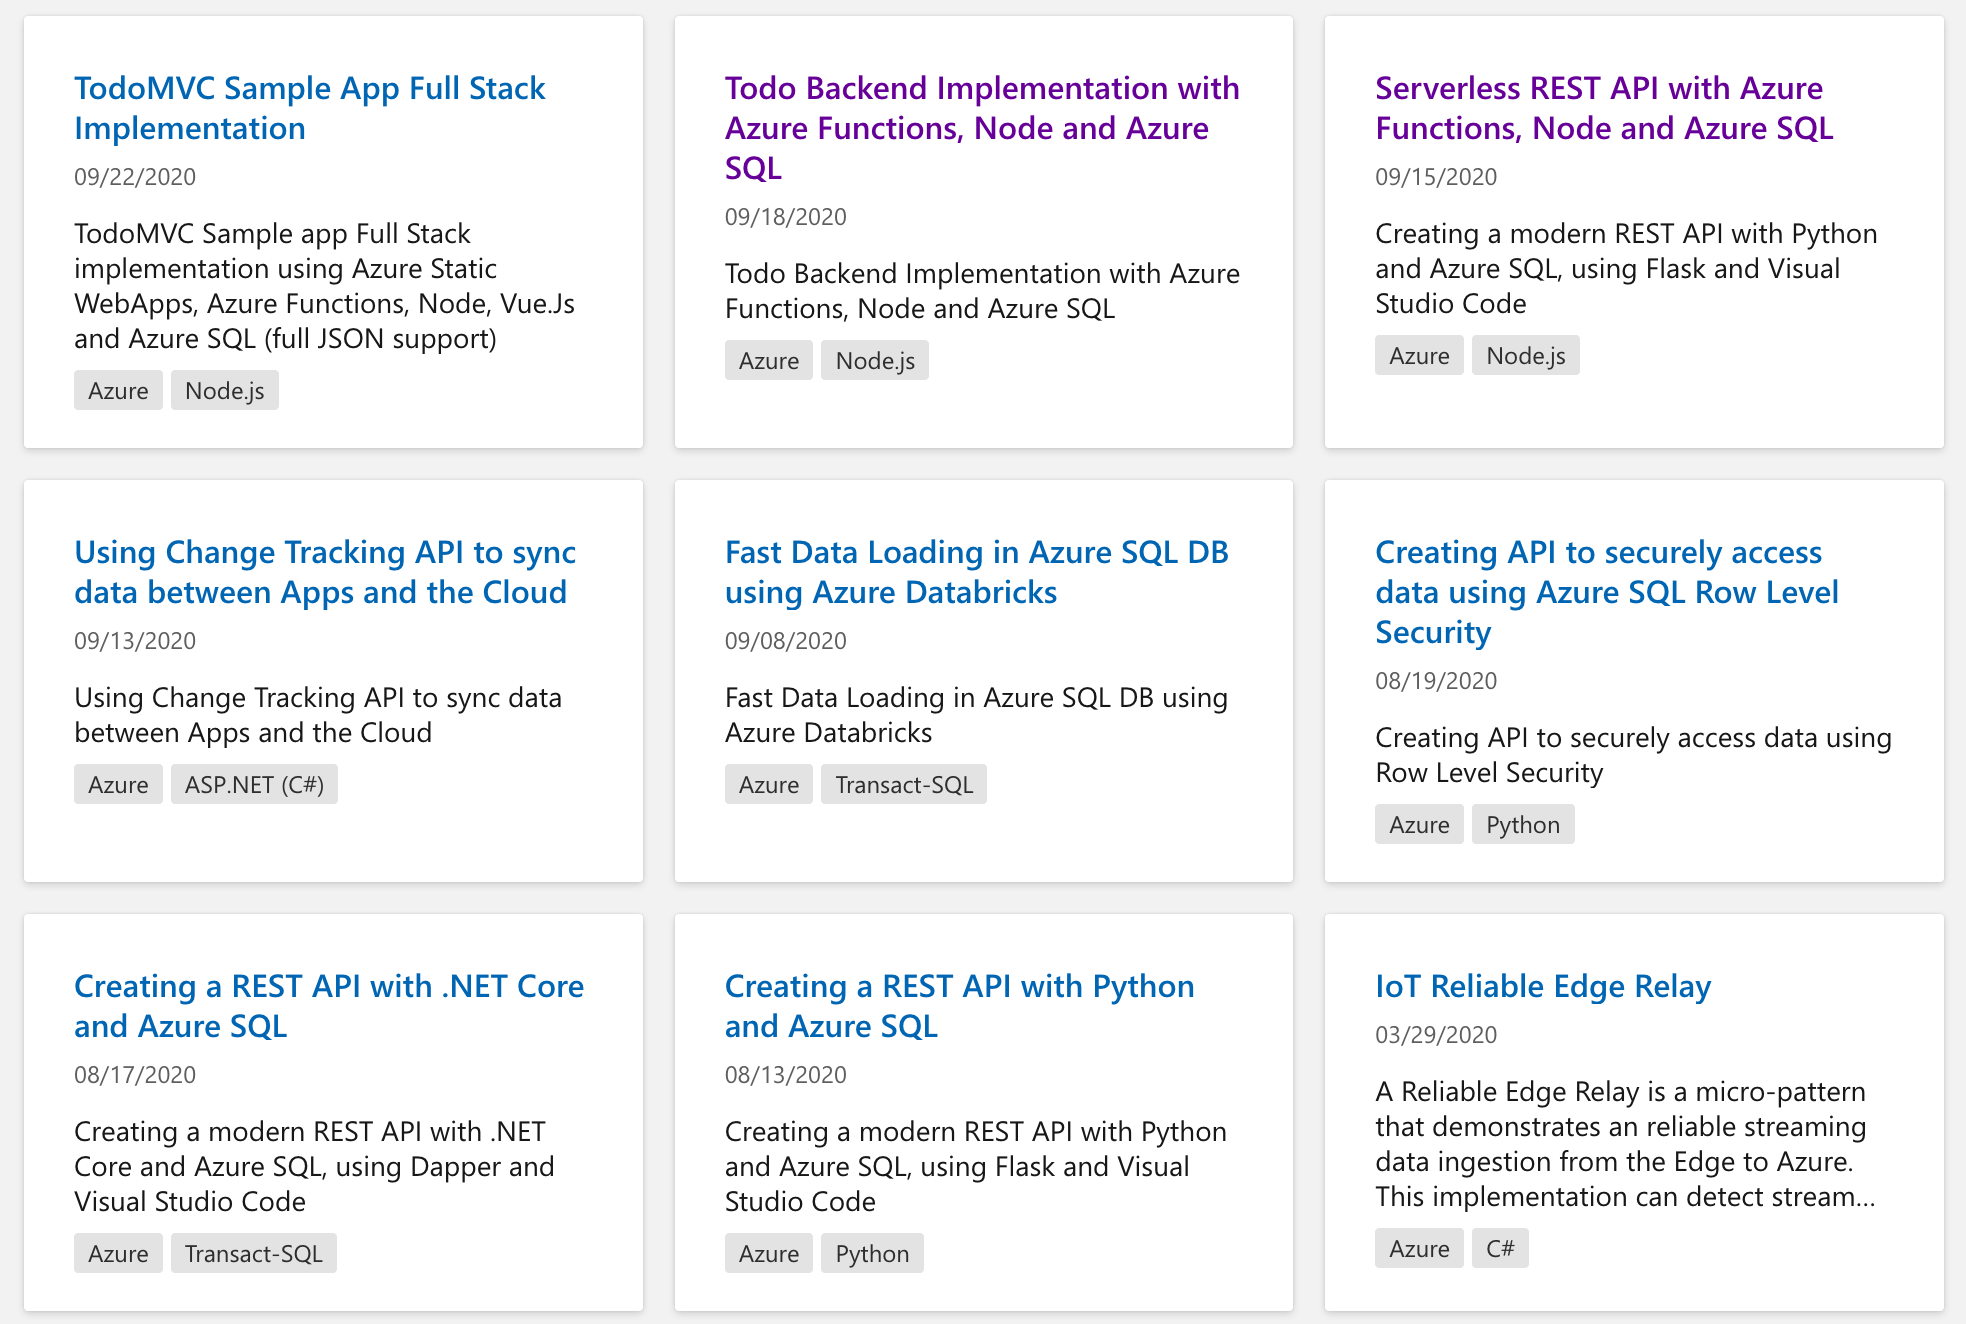 TodoMVC Sample App Full Stack
Implementation
09/22/2020
TodoMVC Sample app Full Stack
implementation using Azure Static
WebApps, Azure Functions, Node, Vue.Js
and Azure SQL (full JSON support)
Azure
Node.js
Todo Backend Implementation with
Azure Functions, Node and Azure
SQL
09/18/2020
Todo Backend Implementation with Azure
Functions, Node and Azure SQL
Azure
Node.js
Serverless REST API with Azure
Functions, Node and Azure SQL
09/15/2020
Creating a modern REST API with Python
and Azure SQL, using Flask and Visual
Studio Code
Azure
Node.js
Using Change Tracking API to sync
data between Apps and the Cloud
09/13/2020
Using Change Tracking API to sync data
between Apps and the Cloud
Azure
ASP.NET (C#)
Fast Data Loading in Azure SQL DB
using Azure Databricks
09/08/2020
Fast Data Loading in Azure SQL DB using
Azure Databricks
Azure
Transact-SQL
Creating API to securely access
data using Azure SQL Row Level
Security
08/19/2020
Creating API to securely access data using
Row Level Security
Azure
Python
Creating a REST API with .NET Core
and Azure SQL
08/17/2020
Creating a modern REST API with .NET
Core and Azure SQL, using Dapper and
Visual Studio Code
Azure
Transact-SQL
Creating a REST API with Python
and Azure SQL
08/13/2020
Creating a modern REST API with Python
and Azure SQL, using Flask and Visual
Studio Code
Azure
Python
IoT Reliable Edge Relay
03/29/2020
A Reliable Edge Relay is a micro-pattern
that demonstrates an reliable streaming
data ingestion from the Edge to Azure.
This implementation can detect stream...
Azure
C#